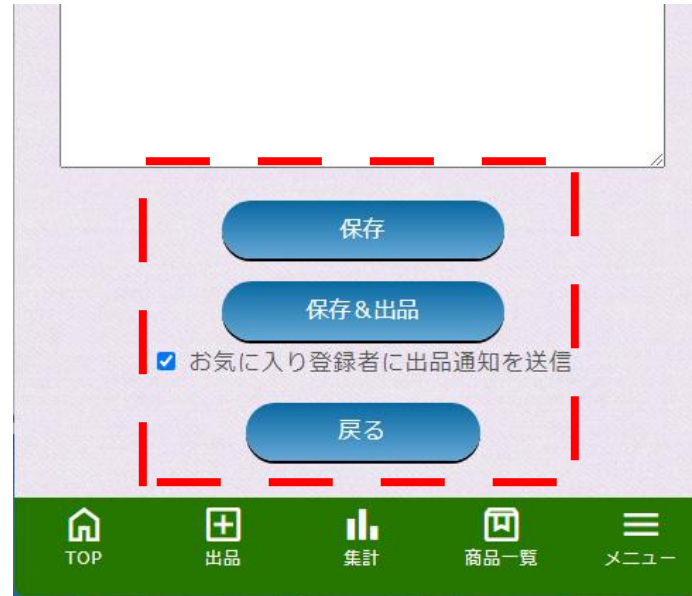 保存
保存&出品
お気に入り登録者に出品通知を送信
戻る
TOP 出品 集計 商品一覧 メニュー